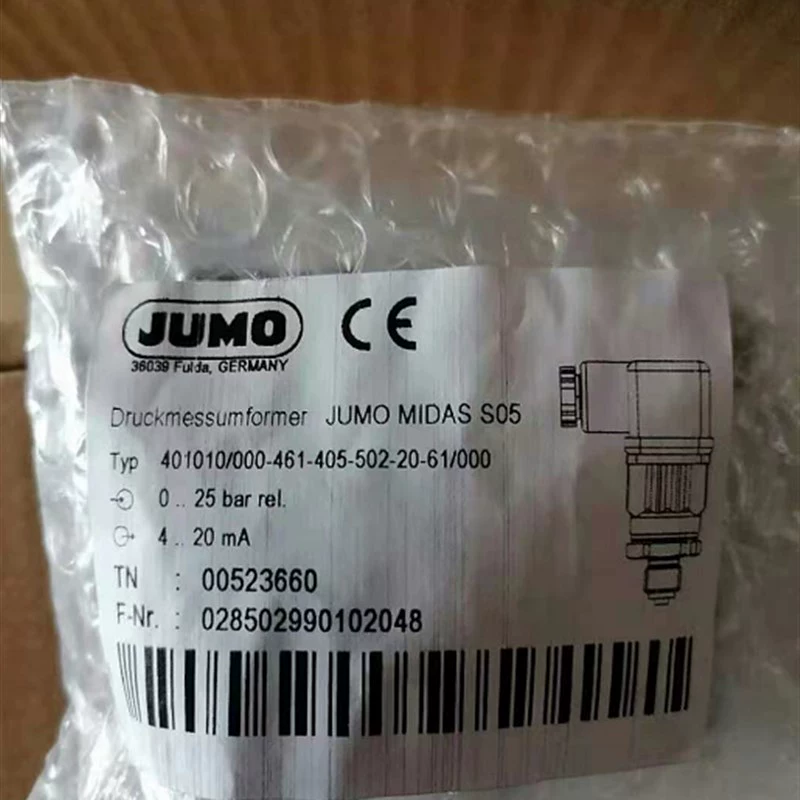 JUMO CE
36039 Fulda, GERMANY
Druckmessumformer JUMO MIDAS S05
Typ 401010/000-461-405-502-20-61/000
0 .. 25 bar rel.
4 .. 20 mA
TN : 00523660
F-Nr. : 028502990102048